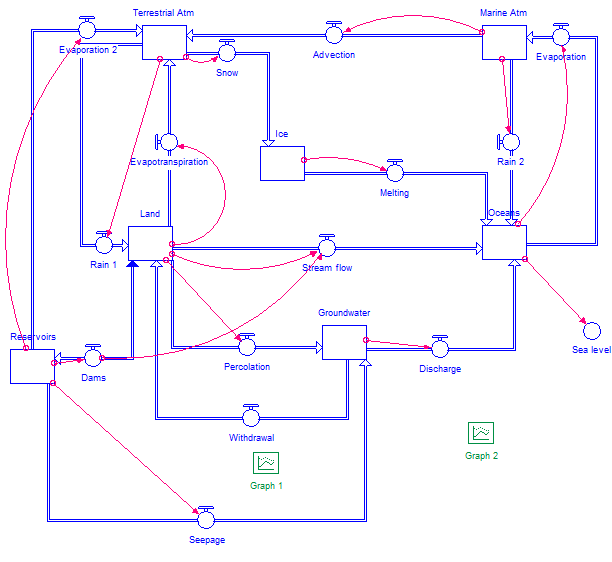 Terrestrial Atm
Marine Atm
Evaporation 2
Advection
Evaporation
Snow
Ice
Evapotranspiration
Rain 2
Melting
Land
Oceans
Rain 1
Stream flow
Groundwater
Reservoirs
Sea level
Dams
Percolation
Discharge
Withdrawal
Graph 1
Graph 2
Seepage